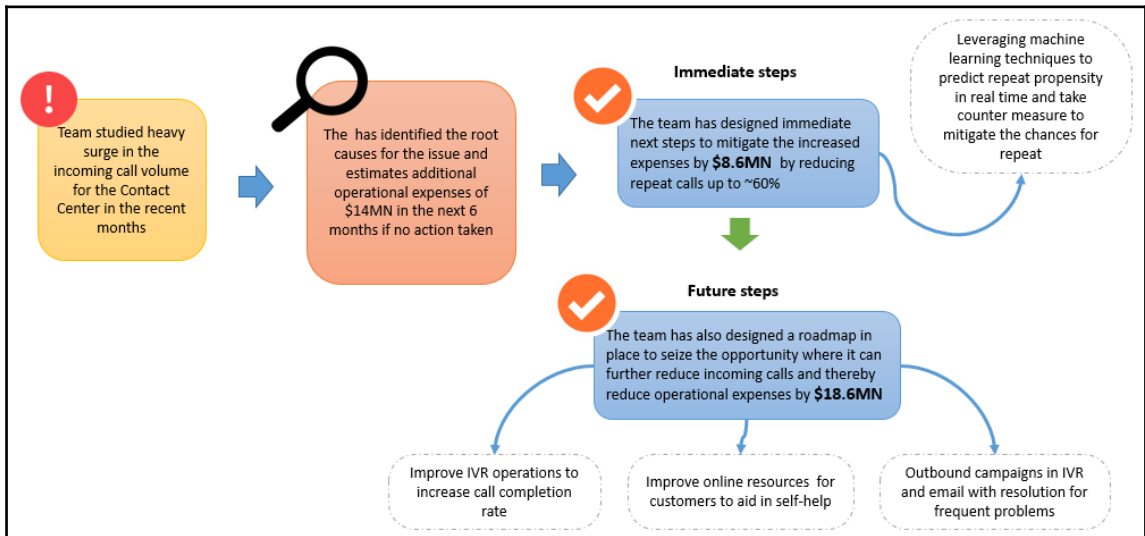 !
Team studied heavy
surge in the
incoming call volume
for the Contact
Center in the recent
months
The  has identified the root
causes for the issue and
estimates additional
operational expenses of
$14MN in the next 6
months if no action taken
Immediate steps
The team has designed immediate
next steps to mitigate the increased
expenses by $8.6MN  by reducing
repeat calls up to ~60%
Leveraging machine
learning techniques to
predict repeat propensity
in real time and take
counter measure to
mitigate the chances for
repeat
Future steps
The team has also designed a roadmap in
place to seize the opportunity where it can
further reduce incoming calls and thereby
reduce operational expenses by $18.6MN
Improve IVR operations to
increase call completion
rate
Improve online resources  for
customers to aid in self-help
Outbound campaigns in IVR
and email with resolution for
frequent problems